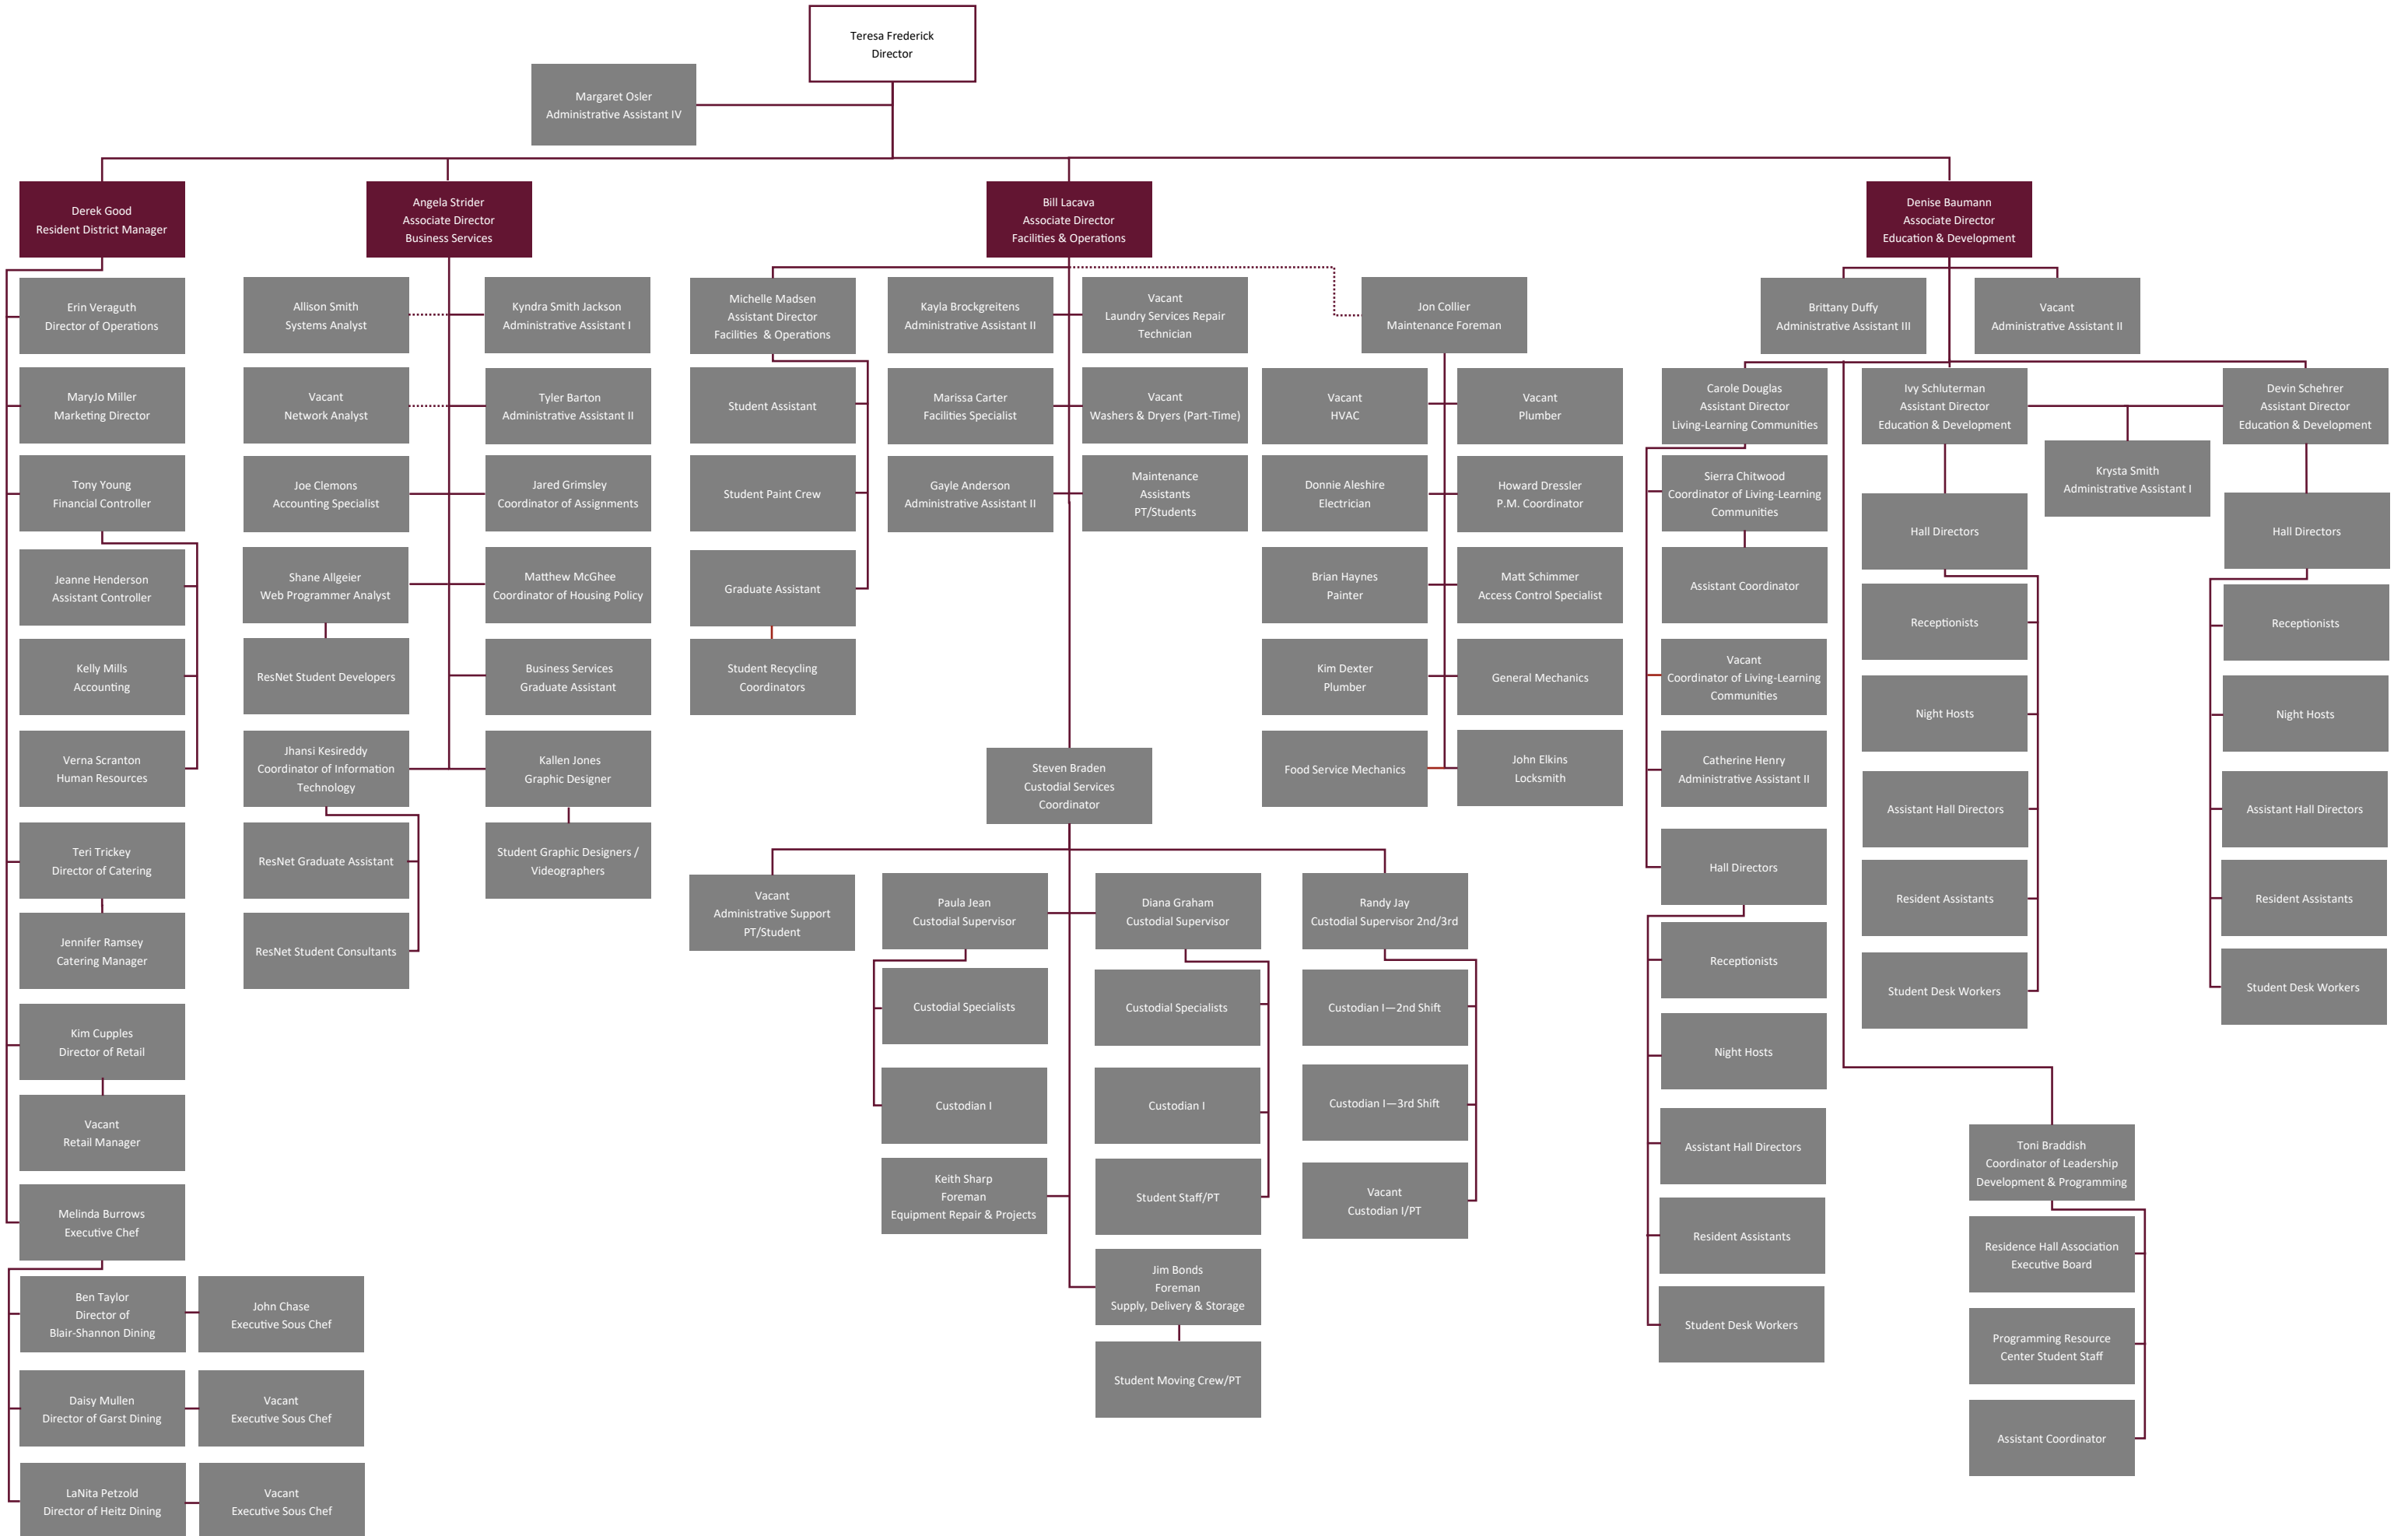 Teresa Frederick
Director
Margaret Osler
Administrative Assistant IV
Derek Good
Resident District Manager
Angela Strider
Associate Director
Business Services
Bill Lacava
Associate Director
Facilities & Operations
Denise Baumann
Associate Director
Education & Development
Erin Veraguth
Director of Operations
MaryJo Miller
Marketing Director
Tony Young
Financial Controller
Jeanne Henderson
Assistant Controller
Kelly Mills
Accounting
Verna Scranton
Human Resources
Teri Trickey
Director of Catering
Jennifer Ramsey
Catering Manager
Kim Cupples
Director of Retail
Vacant
Retail Manager
Melinda Burrows
Executive Chef
Ben Taylor
Director of
Blair-Shannon Dining
John Chase
Executive Sous Chef
Daisy Mullen
Director of Garst Dining
Vacant
Executive Sous Chef
LaNita Petzold
Director of Heitz Dining
Vacant
Executive Sous Chef
Allison Smith
Systems Analyst
Kyndra Smith Jackson
Administrative Assistant I
Vacant
Network Analyst
Tyler Barton
Administrative Assistant II
Joe Clemons
Accounting Specialist
Jared Grimsley
Coordinator of Assignments
Shane Allgeier
Web Programmer Analyst
Matthew McGhee
Coordinator of Housing Policy
ResNet Student Developers
Business Services
Graduate Assistant
Jhansi Kesireddy
Coordinator of Information
Technology
Kallen Jones
Graphic Designer
ResNet Graduate Assistant
Student Graphic Designers /
Videographers
ResNet Student Consultants
Michelle Madsen
Assistant Director
Facilities & Operations
Student Assistant
Student Paint Crew
Graduate Assistant
Student Recycling
Coordinators
Kayla Brockgreitens
Administrative Assistant II
Vacant
Laundry Services Repair
Technician
Marissa Carter
Facilities Specialist
Vacant
Washers & Dryers (Part-Time)
Gayle Anderson
Administrative Assistant II
Maintenance
Assistants
PT/Students
Jon Collier
Maintenance Foreman
Vacant
HVAC
Vacant
Plumber
Donnie Aleshire
Electrician
Howard Dressler
P.M. Coordinator
Brian Haynes
Painter
Matt Schimmer
Access Control Specialist
Kim Dexter
Plumber
General Mechanics
Food Service Mechanics
John Elkins
Locksmith
Steven Braden
Custodial Services
Coordinator
Vacant
Administrative Support
PT/Student
Paula Jean
Custodial Supervisor
Diana Graham
Custodial Supervisor
Randy Jay
Custodial Supervisor 2nd/3rd
Custodial Specialists
Custodial Specialists
Custodian I—2nd Shift
Custodian I
Custodian I
Custodian I—3rd Shift
Keith Sharp
Foreman
Equipment Repair & Projects
Student Staff/PT
Vacant
Custodian I/PT
Jim Bonds
Foreman
Supply, Delivery & Storage
Student Moving Crew/PT
Brittany Duffy
Administrative Assistant III
Vacant
Administrative Assistant II
Carole Douglas
Assistant Director
Living-Learning Communities
Ivy Schluterman
Assistant Director
Education & Development
Devin Schehrer
Assistant Director
Education & Development
Krysta Smith
Administrative Assistant I
Sierra Chitwood
Coordinator of Living-Learning
Communities
Assistant Coordinator
Vacant
Coordinator of Living-Learning
Communities
Catherine Henry
Administrative Assistant II
Hall Directors
Receptionists
Night Hosts
Assistant Hall Directors
Resident Assistants
Student Desk Workers
Hall Directors
Receptionists
Night Hosts
Assistant Hall Directors
Resident Assistants
Student Desk Workers
Hall Directors
Receptionists
Night Hosts
Assistant Hall Directors
Resident Assistants
Student Desk Workers
Toni Braddish
Coordinator of Leadership
Development & Programming
Residence Hall Association
Executive Board
Programming Resource
Center Student Staff
Assistant Coordinator